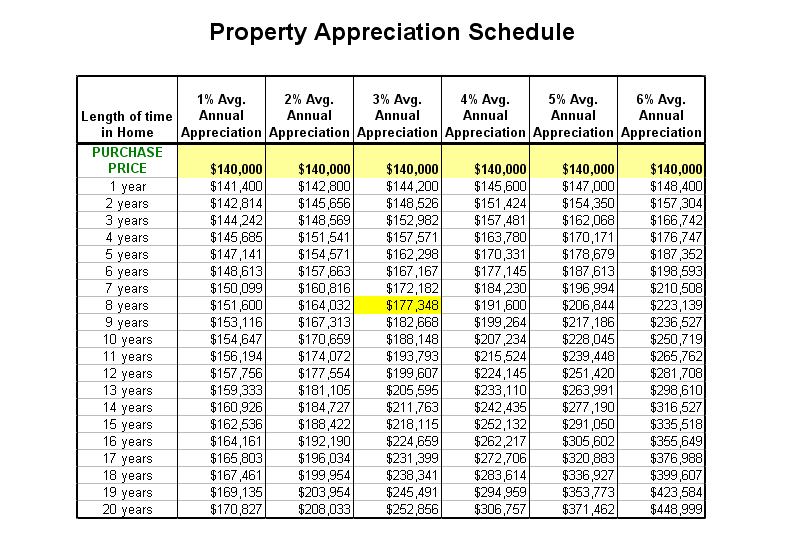 Property Appreciation Schedule
1% Avg. 2% Avg. 3% Avg. 4% Avg. 5% Avg. 6% Avg.
Length of time Annual Annual Annual Annual Annual Annual
in Home Appreciation Appreciation Appreciation Appreciation Appreciation Appreciation
PURCHASE
PRICE $140,000 $140,000 $140,000 $140,000 $140,000 $140,000
1 year $141,400 $142,800 $144,200 $145,600 $147,000 $148,400
2 years $142,814 $145,656 $148,526 $151,424 $154,350 $157,304
3 years $144,242 $148,569 $152,982 $157,481 $162,068 $166,742
4 years $145,685 $151,541 $157,571 $163,780 $170,171 $176,747
5 years $147,141 $154,571 $162,298 $170,331 $178,679 $187,352
6 years $148,613 $157,663 $167,167 $177,145 $187,613 $198,593
7 years $150,099 $160,816 $172,182 $184,230 $196,994 $210,508
8 years $151,600 $164,032 $177,348 $191,600 $206,844 $223,139
9 years $153,116 $167,313 $182,668 $199,264 $217,186 $236,527
10 years $154,647 $170,659 $188,148 $207,234 $228,045 $250,719
11 years $156,194 $174,072 $193,793 $215,524 $239,448 $265,762
12 years $157,756 $177,554 $199,607 $224,145 $251,420 $281,708
13 years $159,333 $181,105 $205,595 $233,110 $263,991 $298,610
14 years $160,926 $184,727 $211,763 $242,435 $277,190 $316,527
15 years $162,536 $188,422 $218,115 $252,132 $291,050 $335,518
16 years $164,161 $192,190 $224,659 $262,217 $305,602 $355,649
17 years $165,803 $196,034 $231,399 $272,706 $320,883 $376,988
18 years $167,461 $199,954 $238,341 $283,614 $336,927 $399,607
19 years $169,135 $203,954 $245,491 $294,959 $353,773 $423,584
20 years $170,827 $208,033 $252,856 $306,757 $371,462 $448,999